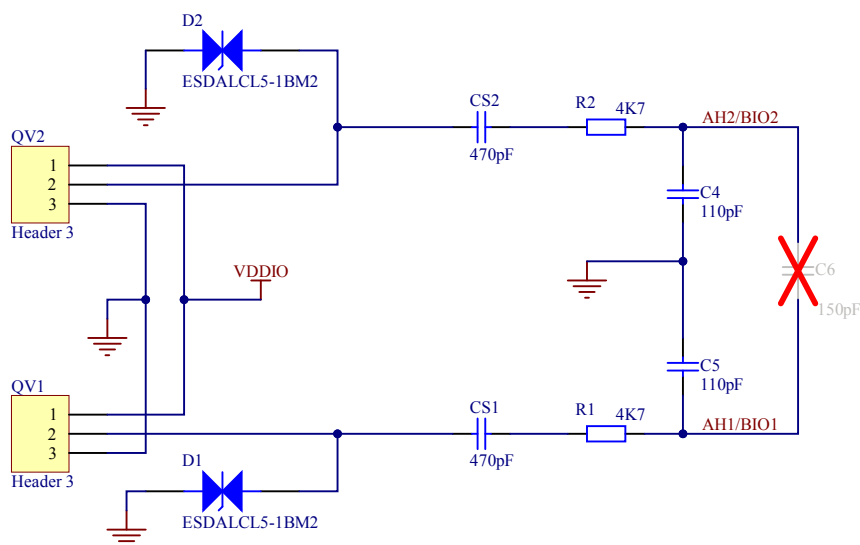 D2
ESDALCL5-1BM2
QV2
1
2
3
Header 3
CS2
470pF
R2
4K7
AH2/BIO2
C4
110pF
VDDIO
C6
150pF
C5
110pF
QV1
1
2
3
Header 3
CS1
470pF
R1
4K7
AH1/BIO1
D1
ESDALCL5-1BM2